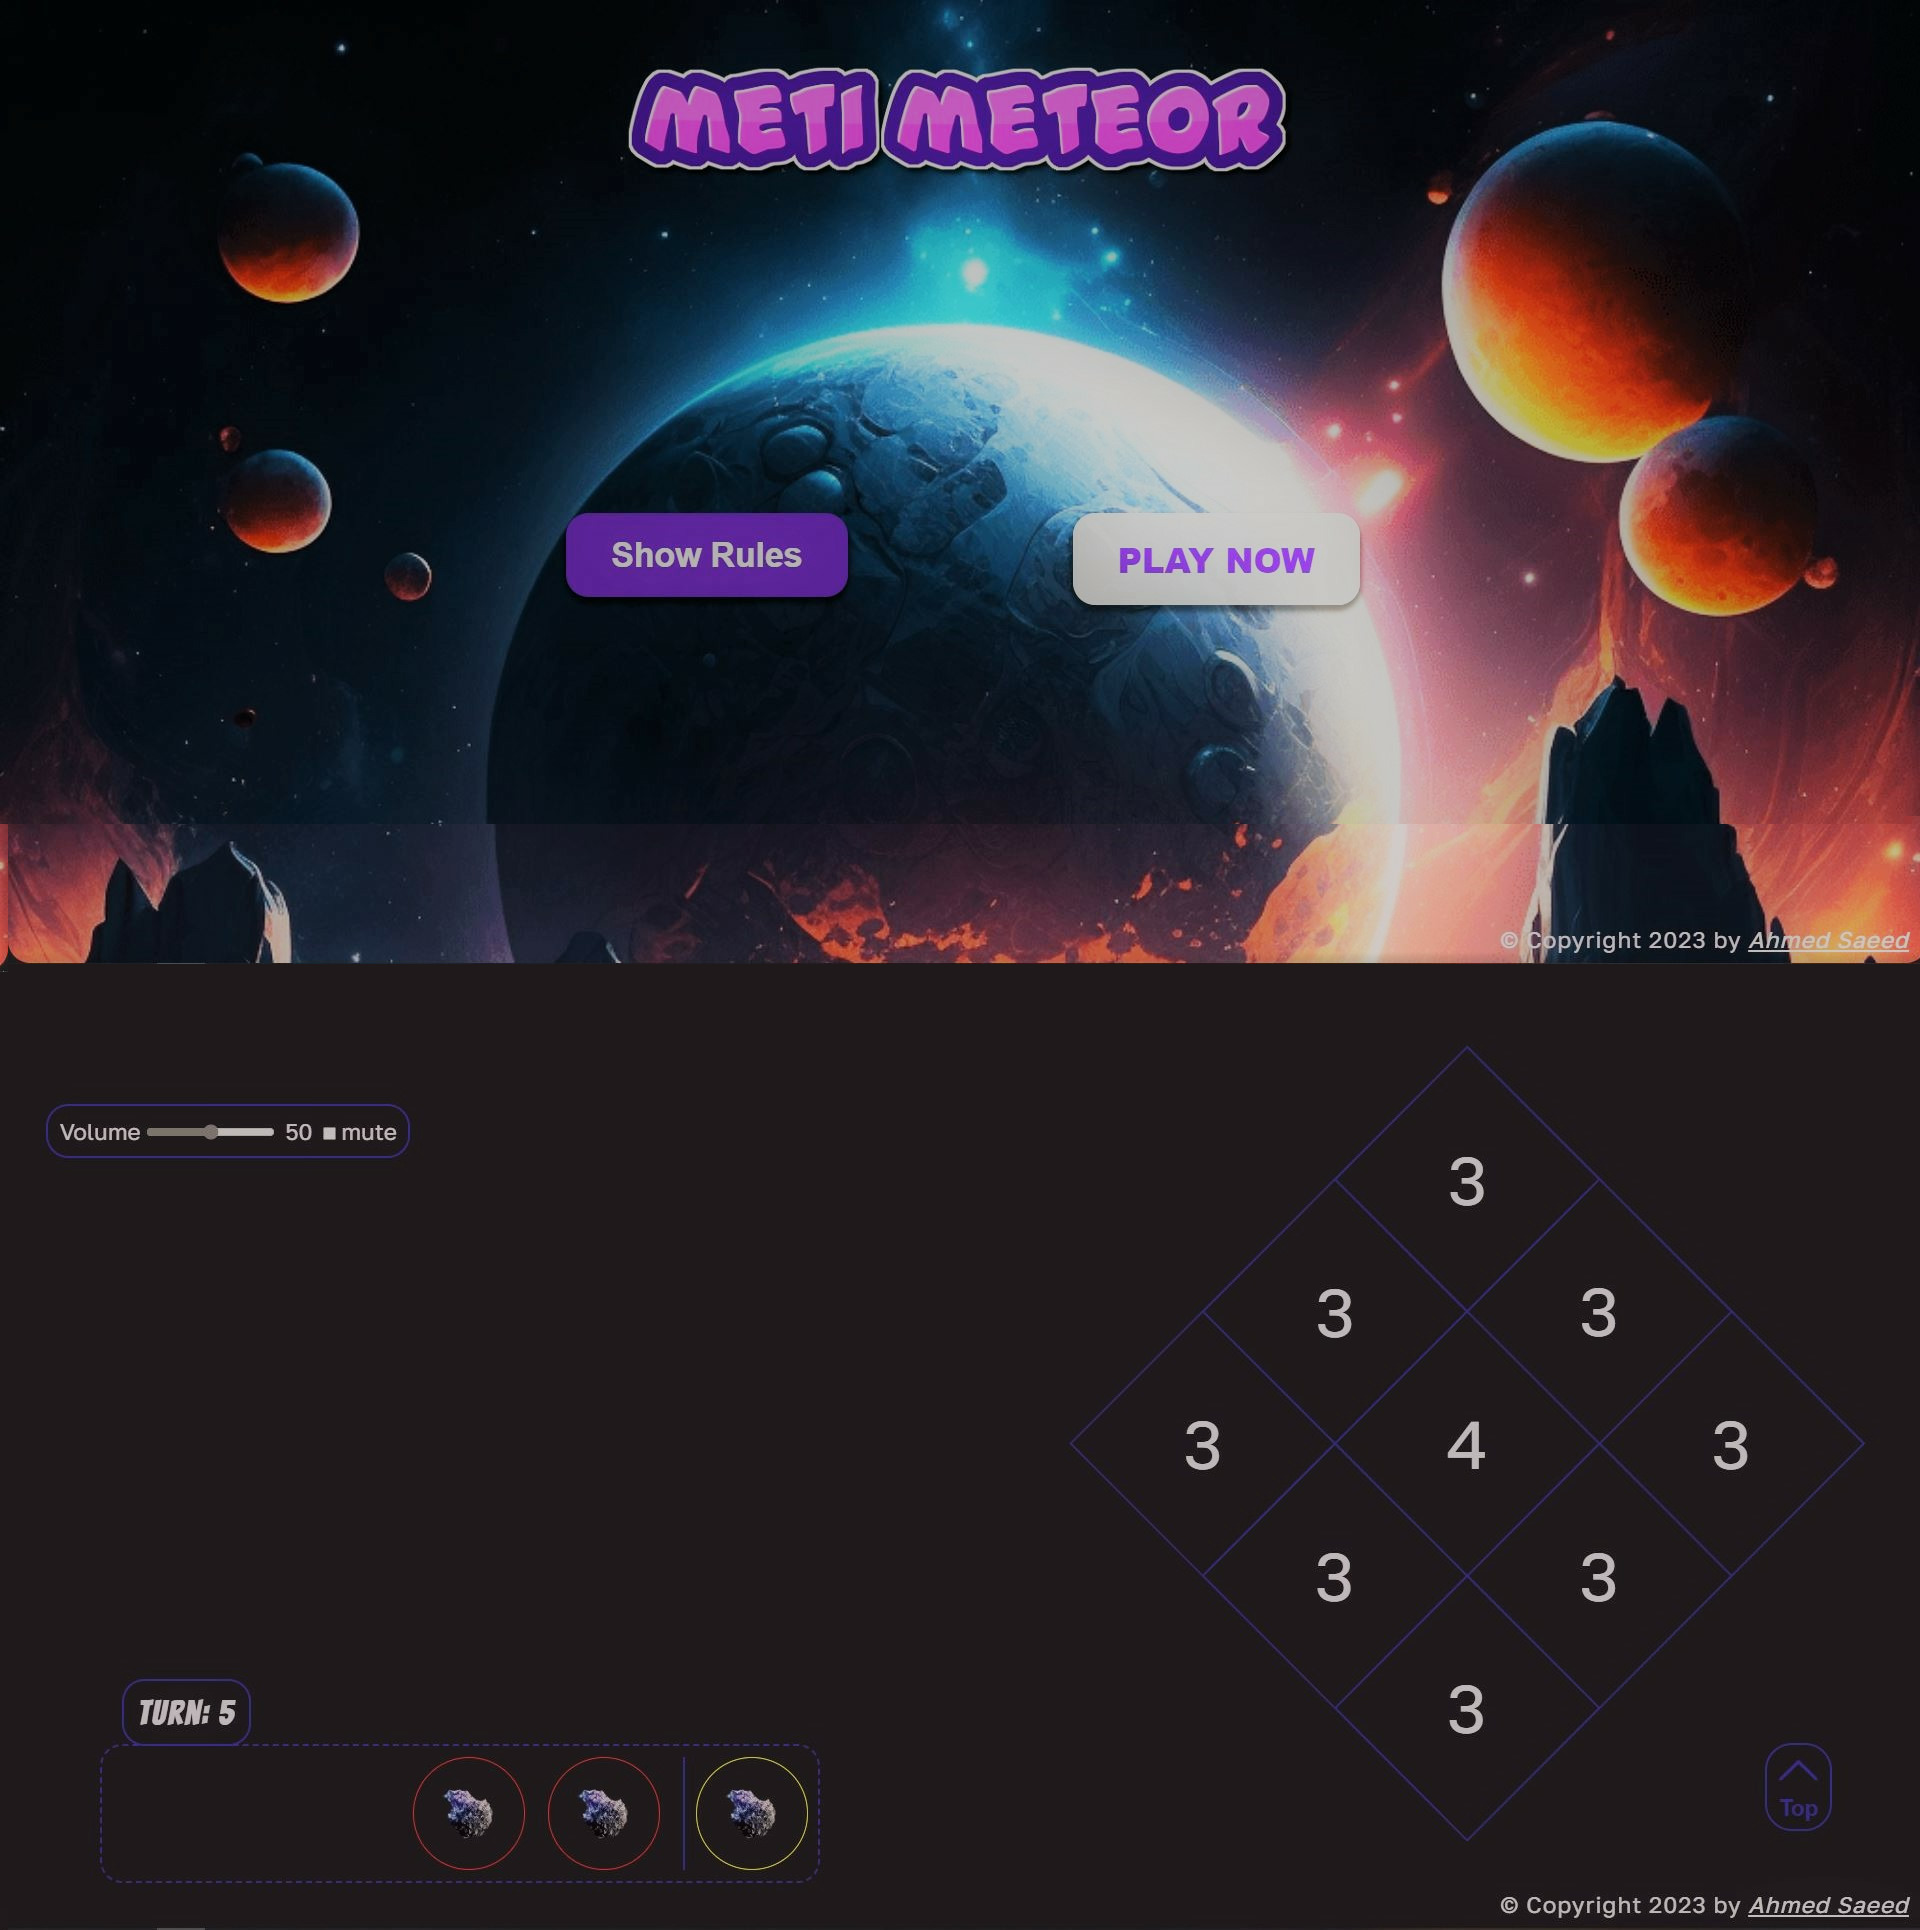 METI METEOR
Show Rules
PLAY NOW
© Copyright 2023 by Ahmed Saeed
Volume 50 mute
3
3 3
3 4 3
3 3
3
TURN: 5
Top
© Copyright 2023 by Ahmed Saeed